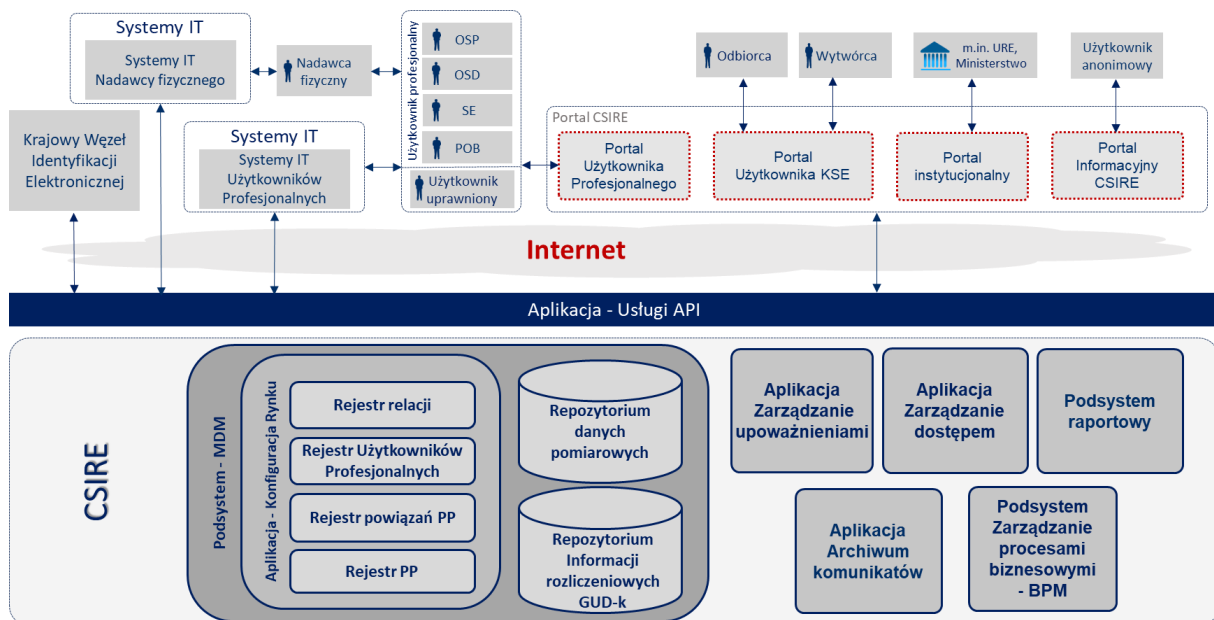 Systemy IT
Systemy IT
Nadawcy fizycznego
Nadawca
fizyczny
Użytkownik profesjonalny
OSP
OSD
SE
POB
Użytkownik
uprawniony
Krajowy Węzeł
Identyfikacji
Elektronicznej
Systemy IT
Systemy IT
Użytkowników
Profesjonalnych
Odbiorca
Wytwórca
m.in. URE,
Ministerstwo
Użytkownik
anonimowy
Portal CSIRE
Portal
Użytkownika
Profesjonalnego
Portal
Użytkownika KSE
Portal
instytucjonalny
Portal
Informacyjny
CSIRE
Internet
Aplikacja - Usługi API
CSIRE
Podsystem - MDM
Aplikacja - Konfiguracja Rynku
Rejestr relacji
Rejestr Użytkowników
Profesjonalnych
Rejestr powiązań PP
Rejestr PP
Repozytorium
danych
pomiarowych
Repozytorium
Informacji
rozliczeniowych
GUD-k
Aplikacja
Zarządzanie
upoważnieniami
Aplikacja
Zarządzanie
dostępem
Podsystem
raportowy
Aplikacja
Archiwum
komunikatów
Podsystem
Zarządzanie
procesami
biznesowymi
- BPM